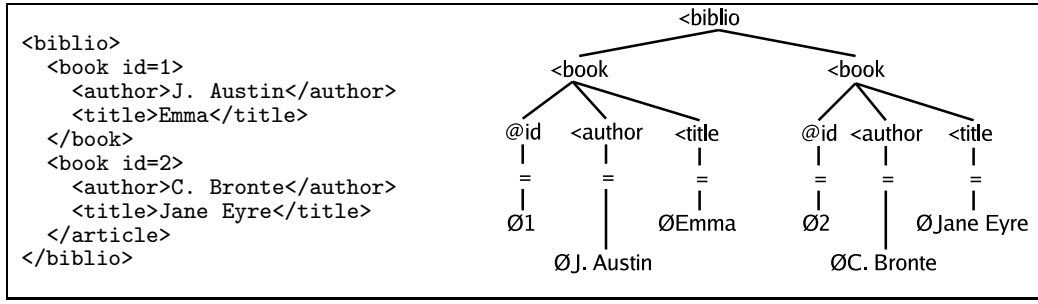 <biblio>
<book id=1>
<author>J. Austin</author>
<title>Emma</title>
</book>
<book id=2>
<author>C. Bronte</author>
<title>Jane Eyre</title>
</article>
</biblio>
<biblio
<book <book
@id <author <title @id <author <title
= = = = = =
Ø1 ØEmma Ø2 ØJane Eyre
ØJ. Austin ØC. Bronte